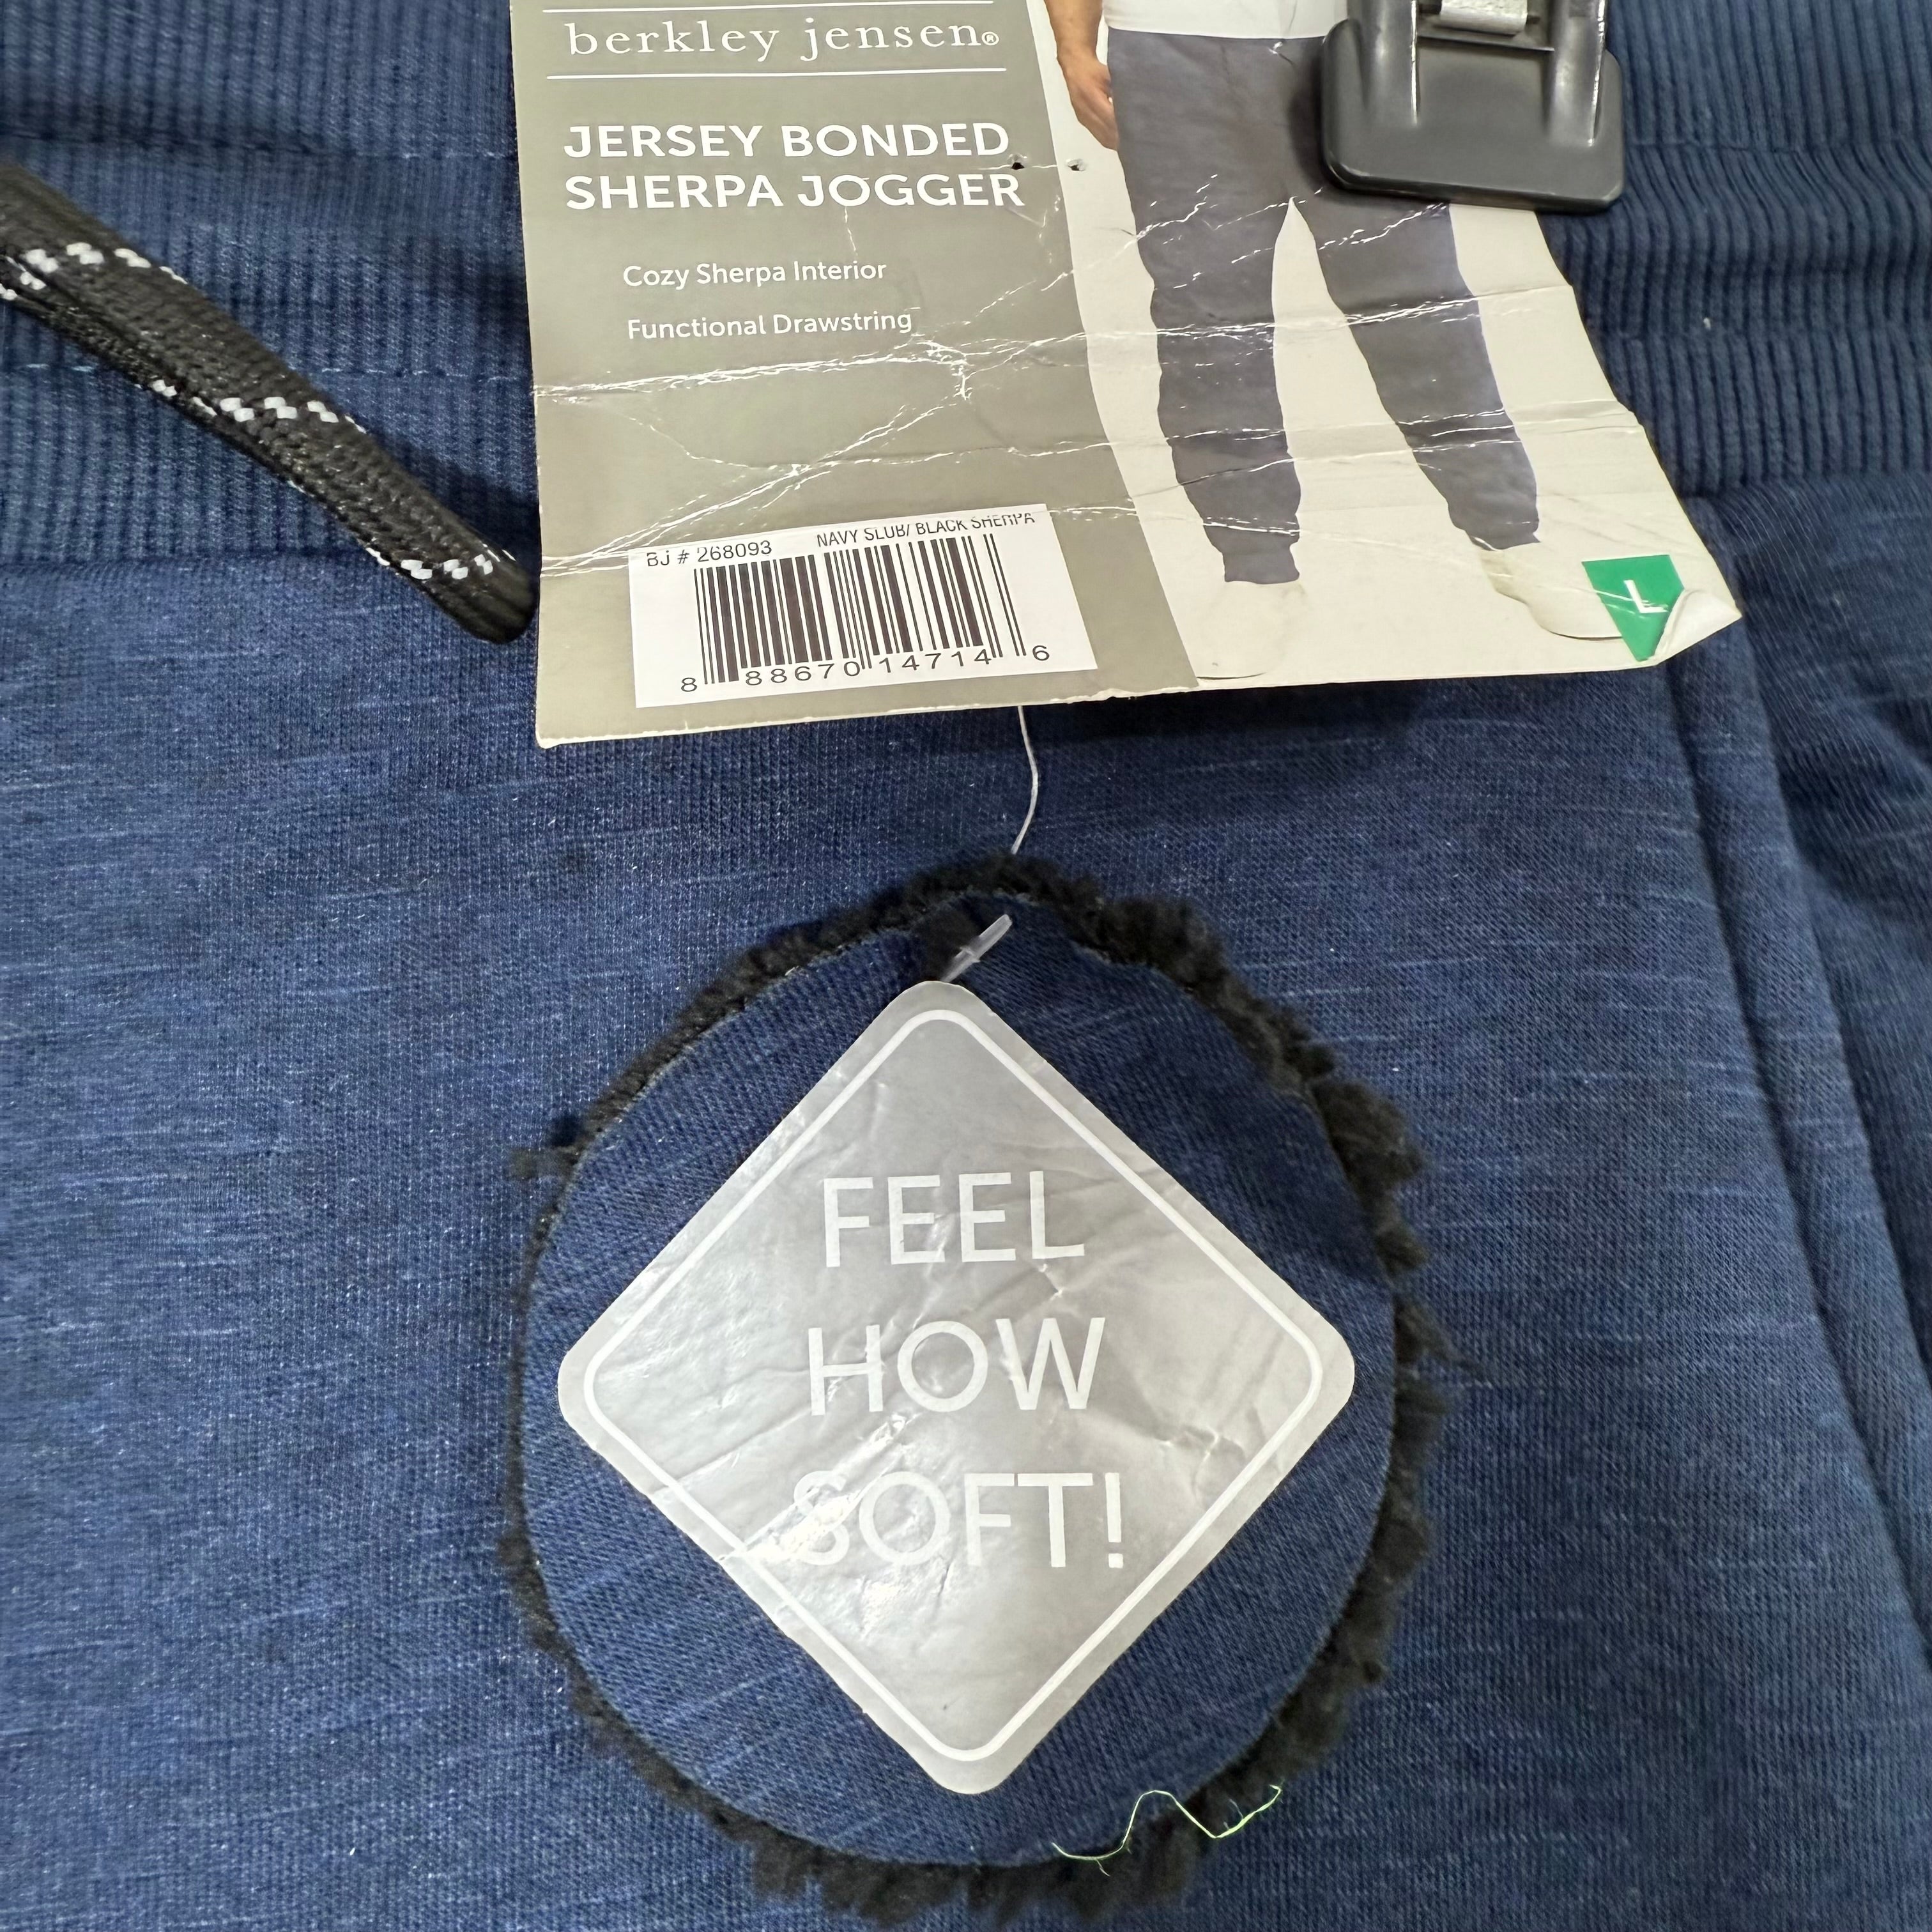 berkley jensen®
JERSEY BONDED
SHERPA JOGGER
Cozy Sherpa Interior
Functional Drawstring
BJ # 268093
NAVY SLUB/ BLACK SHERPA
8 88670 14714 6
L
FEEL
HOW
SOFT!